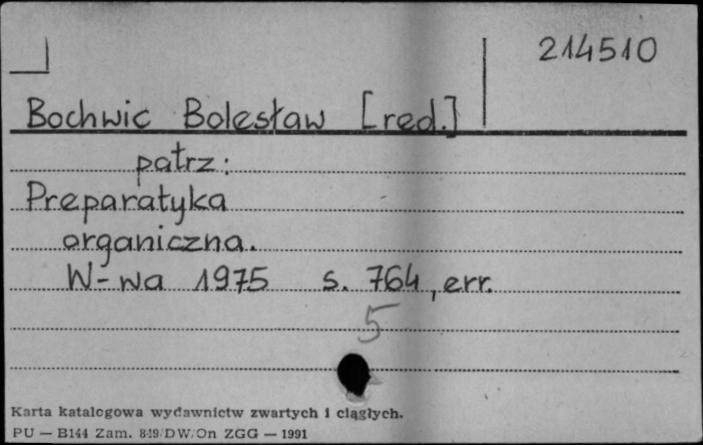 214510
Bochwic Bolesław [red.]
patrz:
Preparatyka
organiczna.
W-wa 1975 s. 764, err.
5
Karta katalogowa wydawnictw zwartych i ciągłych.
PU — B144 Zam. 849/DW/On ZGG — 1991